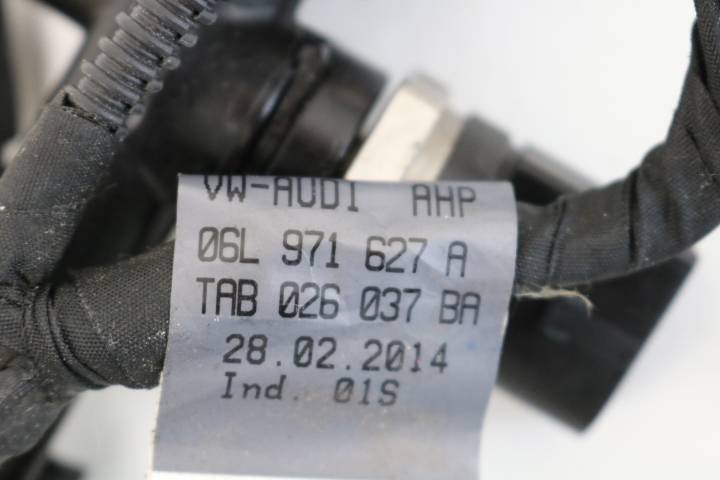 VW-AUDI AHP
06L 971 627 A
TAB 026 037 BA
28.02.2014
Ind. 01S